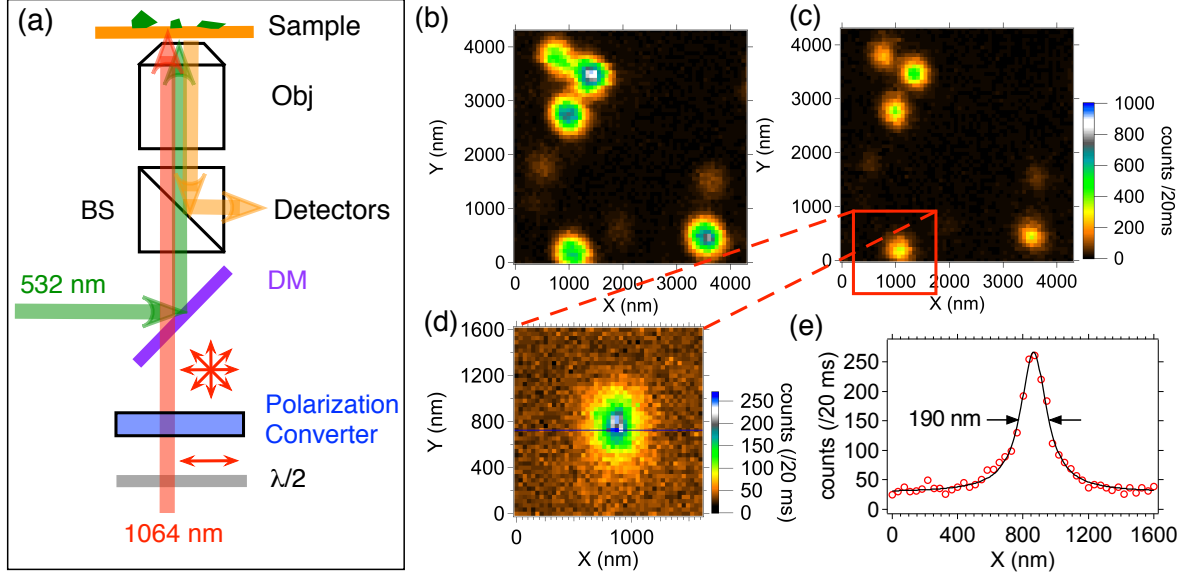 (a)
Sample
Obj
BS
Detectors
532 nm
DM
Polarization
Converter
λ/2
1064 nm
(b)
4000
3000
2000
1000
0
Y (nm)
0 1000 2000 3000 4000
X (nm)
(c)
4000
3000
2000
1000
0
Y (nm)
0 1000 2000 3000 4000
X (nm)
1000
800
600
400
200
0
counts /20ms
(d)
1600
1200
800
400
0
Y (nm)
0 1000
X (nm)
250
200
150
100
50
0
counts (/20 ms)
(e)
250
200
150
100
50
0
counts (/20 ms)
190 nm
0 400 800 1200 1600
X (nm)